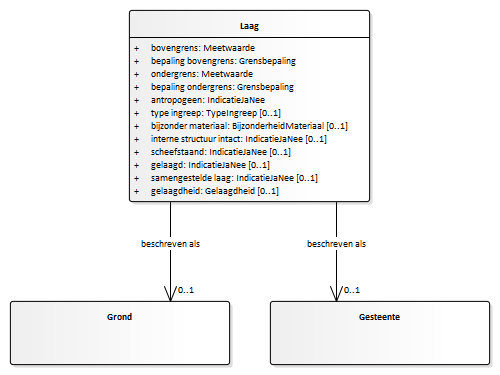 Laag
+ bovengrens: Meetwaarde
+ bepaling bovengrens: Grensbepaling
+ ondergrens: Meetwaarde
+ bepaling ondergrens: Grensbepaling
+ antropogeen: IndicatieJaNee
+ type ingreep: TypeIngreep [0..1]
+ bijzonder materiaal: BijzonderheidMateriaal [0..1]
+ interne structuur intact: IndicatieJaNee [0..1]
+ scheefstaand: IndicatieJaNee [0..1]
+ gelaagd: IndicatieJaNee [0..1]
+ samengestelde laag: IndicatieJaNee [0..1]
+ gelaagdheid: Gelaagdheid [0..1]
beschreven als
beschreven als
0..1
0..1
Grond
Gesteente